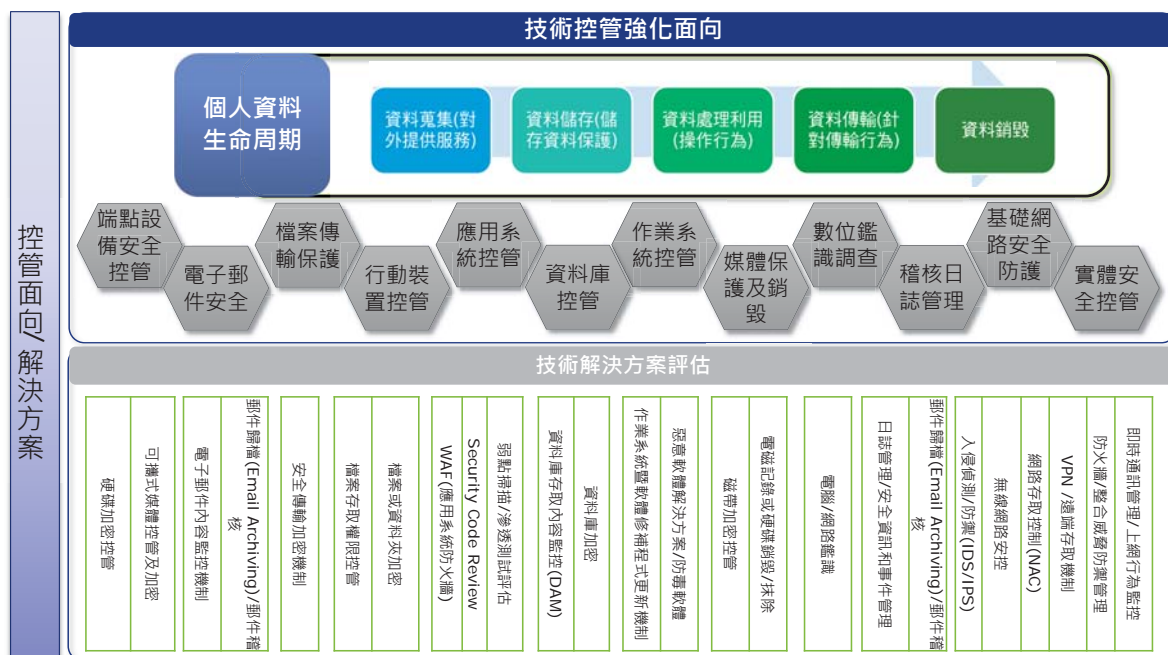 控管面向/解決方案
技術控管強化面向
個人資料
生命周期
資料蒐集(對
外提供服務)
資料儲存(儲
存資料保護)
資料處理利用
(操作行為)
資料傳輸(針
對傳輸行為)
資料銷毀
端點設
備安全
控管
電子郵
件安全
檔案傳
輸保護
行動裝
置控管
應用系
統控管
資料庫
控管
作業系
統控管
媒體保
護及銷
毀
數位鑑
識調查
稽核日
誌管理
基礎網
路安全
防護
實體安
全控管
技術解決方案評估
硬碟加密控管
可攜式媒體控管及加密
電子郵件內容監控機制
郵件歸檔(Email Archiving)/郵件稽
核
安全傳輸加密機制
檔案存取權限控管
檔案或資料夾加密
WAF(應用系統防火牆)
Security Code Review
弱點掃描/滲透測試評估
資料庫存取內容監控(DAM)
資料庫加密
作業系統暨軟體修補程式更新機制
惡意軟體解決方案/防毒軟體
磁帶加密控管
電磁記錄或硬碟銷毀/抹除
電腦/網路鑑識
日誌管理/安全資訊和事件管理
郵件歸檔(Email Archiving)/郵件稽
核
入侵偵測/防禦(IDS/IPS)
無線網路安控
網路存取控制(NAC)
VPN /遠端存取機制
防火牆/整合威脅防禦管理
即時通訊管理/上網行為監控